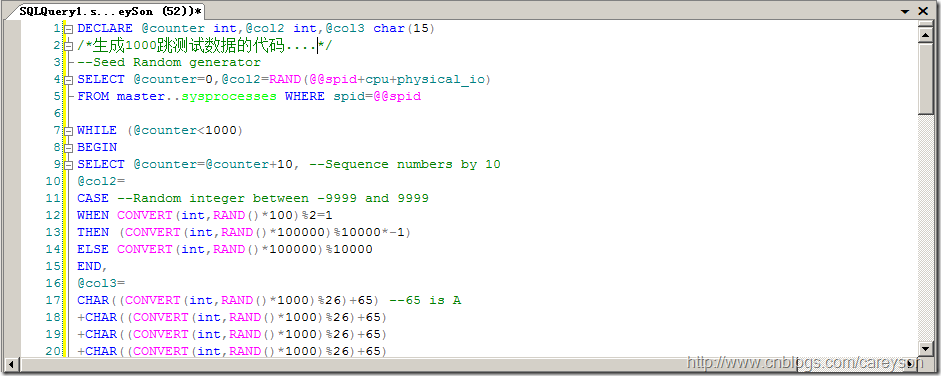 SQLQuery1.s...eySon (52))*
1 DECLARE @counter int,@col2 int,@col3 char(15)
2 /*生成1000跳测试数据的代码....*/
3 --Seed Random generator
4 SELECT @counter=0,@col2=RAND(@@spid+cpu+physical_io)
5 FROM master..sysprocesses WHERE spid=@@spid
6
7 WHILE (@counter<1000)
8 BEGIN
9 SELECT @counter=@counter+10, --Sequence numbers by 10
10 @col2=
11 CASE --Random integer between -9999 and 9999
12 WHEN CONVERT(int,RAND()*100)%2=1
13 THEN (CONVERT(int,RAND()*100000)%10000*-1)
14 ELSE CONVERT(int,RAND()*100000)%10000
15 END,
16 @col3=
17 CHAR((CONVERT(int,RAND()*1000)%26)+65) --65 is A
18 +CHAR((CONVERT(int,RAND()*1000)%26)+65)
19 +CHAR((CONVERT(int,RAND()*1000)%26)+65)
20 +CHAR((CONVERT(int,RAND()*1000)%26)+65)
http://www.cnblogs.com/careyson